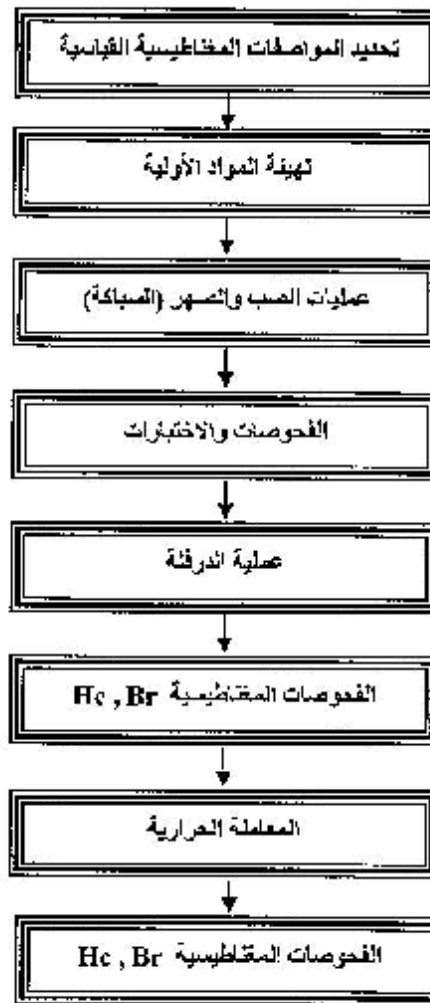 تحديد المواصفات المغناطيسية القياسية
تهيئة المواد الأولية
عمليات الصب والصهر (السباكة)
الفحوصات والاختبارات
عملية الدرفلة
الفحوصات المغناطيسية Hc , Br
المعاملة الحرارية
الفحوصات المغناطيسية Hc , Br